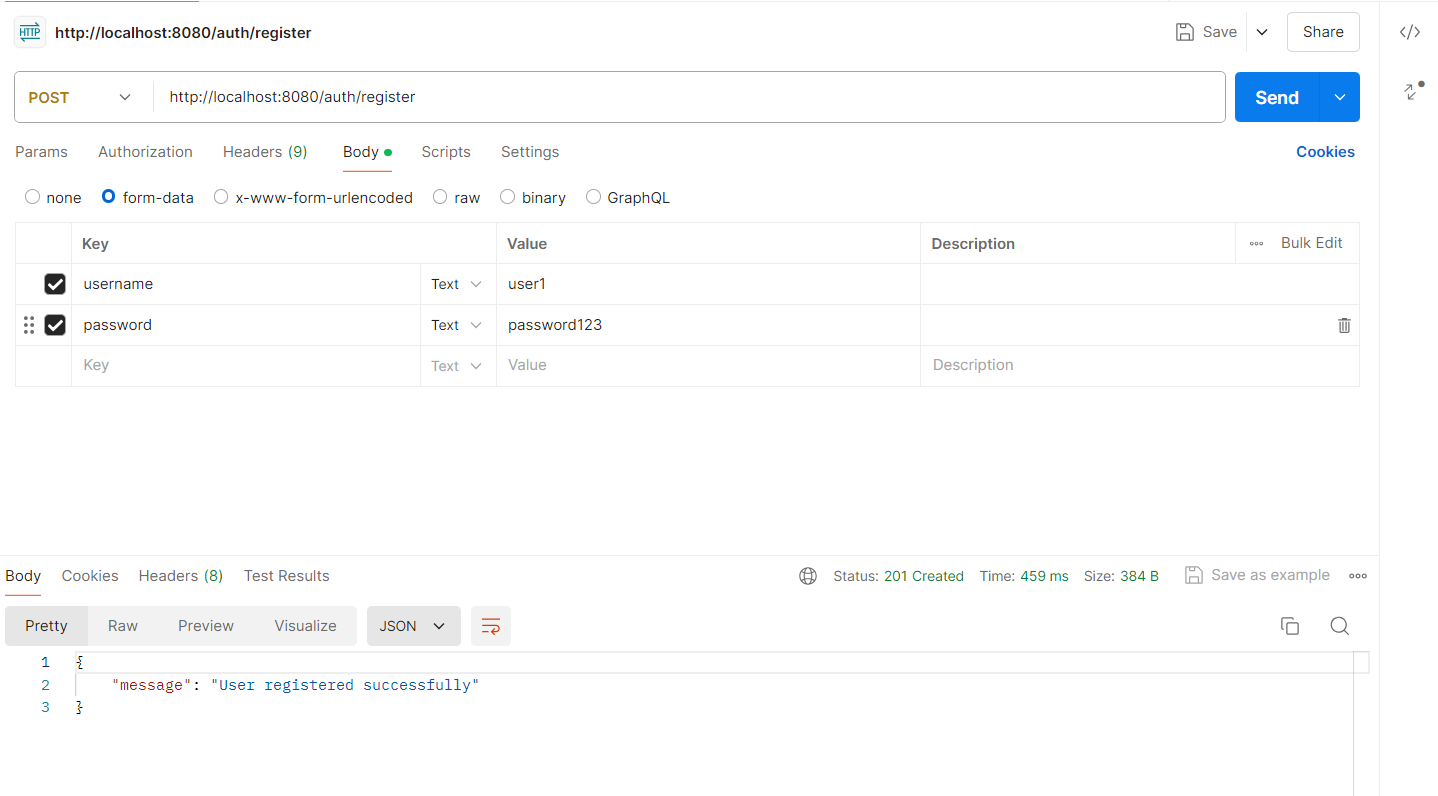 HTTP http://localhost:8080/auth/register Save Share </>
POST http://localhost:8080/auth/register Send
Params Authorization Headers (9) Body Scripts Settings Cookies
none form-data x-www-form-urlencoded raw binary GraphQL
Key Value Description Bulk Edit
username Text user1
password Text password123
Key Text Value Description
Body Cookies Headers (8) Test Results Status: 201 Created Time: 459 ms Size: 384 B Save as example
Pretty Raw Preview Visualize JSON
1 {
2 "message": "User registered successfully"
3 }